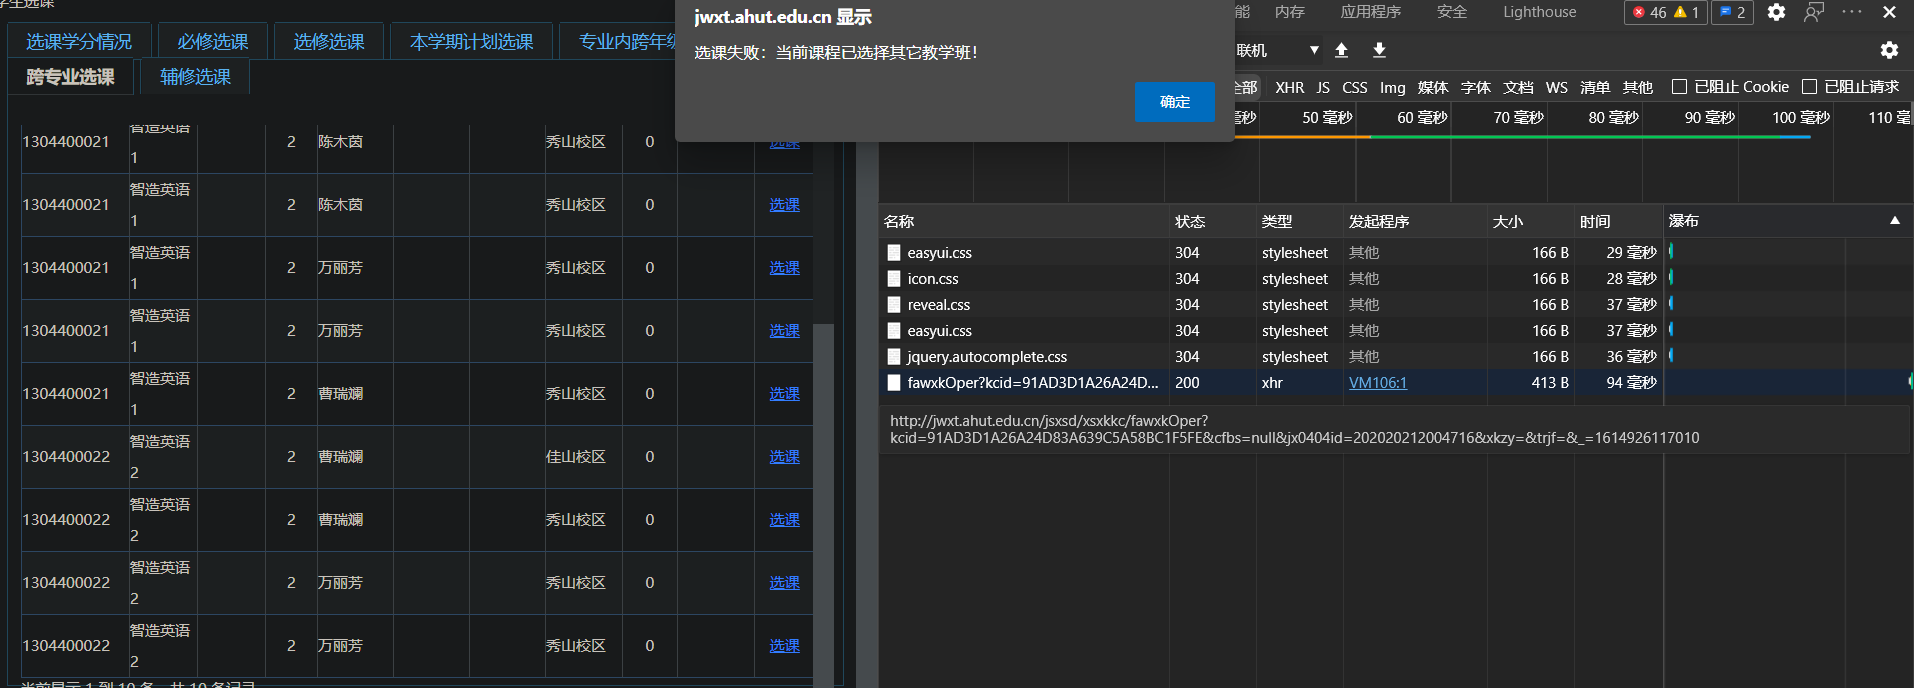 学生选课
选课学分情况 必修选课 选修选课 本学期计划选课 专业内跨年级
跨专业选课 辅修选课
1304400021 智造英语1 2 陈木茵 秀山校区 0 选课
1304400021 智造英语1 2 陈木茵 秀山校区 0 选课
1304400021 智造英语1 2 万丽芳 秀山校区 0 选课
1304400021 智造英语1 2 万丽芳 秀山校区 0 选课
1304400021 智造英语1 2 曹瑞斓 秀山校区 0 选课
1304400022 智造英语2 2 曹瑞斓 佳山校区 0 选课
1304400022 智造英语2 2 曹瑞斓 秀山校区 0 选课
1304400022 智造英语2 2 万丽芳 秀山校区 0 选课
1304400022 智造英语2 2 万丽芳 秀山校区 0 选课
当前显示 1 到 10 条，共 10 条记录
jwxt.ahut.edu.cn 显示
选课失败：当前课程已选择其它教学班！
确定
能 内存 应用程序 安全 Lighthouse 46 1 2
联机
全部 XHR JS CSS Img 媒体 字体 文档 WS 清单 其他 已阻止 Cookie 已阻止请求
毫秒 50 毫秒 60 毫秒 70 毫秒 80 毫秒 90 毫秒 100 毫秒 110 毫
名称 状态 类型 发起程序 大小 时间 瀑布
easyui.css 304 stylesheet 其他 166 B 29 毫秒
icon.css 304 stylesheet 其他 166 B 28 毫秒
reveal.css 304 stylesheet 其他 166 B 37 毫秒
easyui.css 304 stylesheet 其他 166 B 37 毫秒
jquery.autocomplete.css 304 stylesheet 其他 166 B 36 毫秒
fawxkOper?kcid=91AD3D1A26A24D... 200 xhr VM106:1 413 B 94 毫秒
http://jwxt.ahut.edu.cn/jsxsd/xsxkkc/fawxkOper?
kcid=91AD3D1A26A24D83A639C5A58BC1F5FE&cfbs=null&jx0404id=202020212004716&xkzy=&trjf=&_=1614926117010